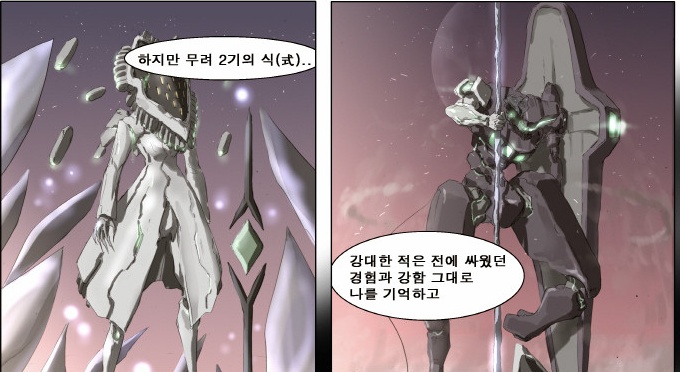 하지만 무려 2기의 식(式)..
강대한 적은 전에 싸웠던
경험과 강함 그대로
나를 기억하고